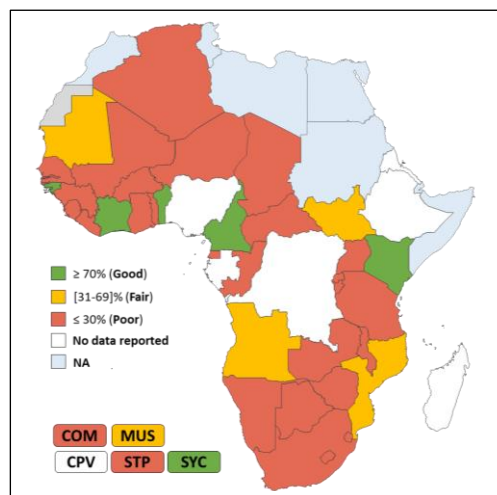 ≥ 70% (Good)
[31-69]% (Fair)
≤ 30% (Poor)
No data reported
NA
COM MUS
CPV STP SYC